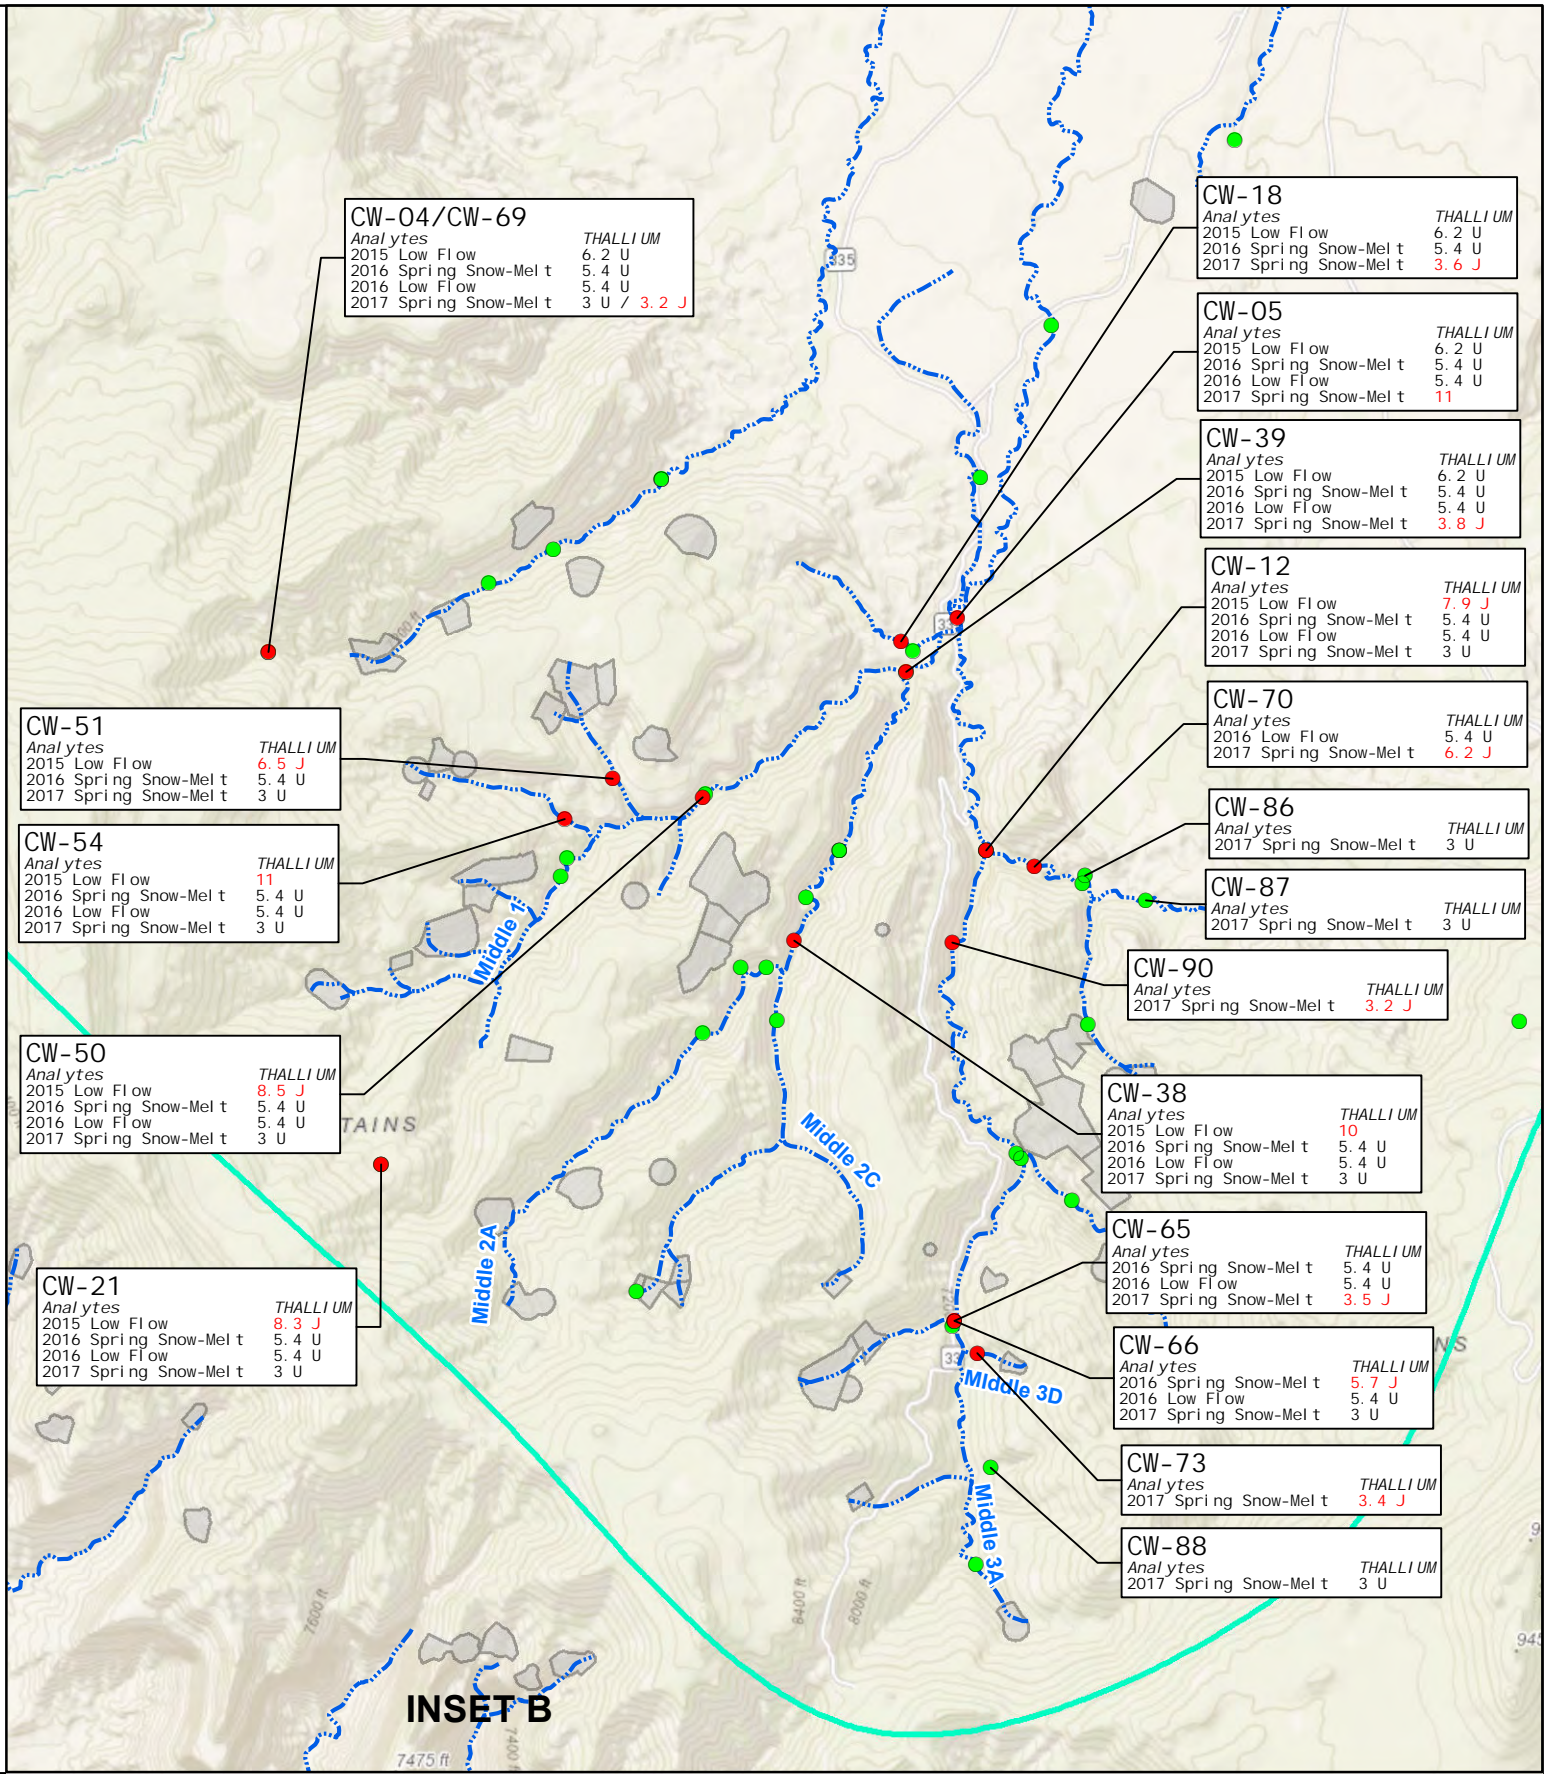 CW-04/CW-69
Analytes THALLIUM
2015 Low Flow 6.2 U
2016 Spring Snow-Melt 5.4 U
2016 Low Flow 5.4 U
2017 Spring Snow-Melt 3 U / 3.2 J
CW-18
Analytes THALLIUM
2015 Low Flow 6.2 U
2016 Spring Snow-Melt 5.4 U
2017 Spring Snow-Melt 3.6 J
335
CW-05
Analytes THALLIUM
2015 Low Flow 6.2 U
2016 Spring Snow-Melt 5.4 U
2016 Low Flow 5.4 U
2017 Spring Snow-Melt 11
CW-39
Analytes THALLIUM
2015 Low Flow 6.2 U
2016 Spring Snow-Melt 5.4 U
2016 Low Flow 5.4 U
2017 Spring Snow-Melt 3.8 J
CW-12
Analytes THALLIUM
2015 Low Flow 7.9 J
2016 Spring Snow-Melt 5.4 U
2016 Low Flow 5.4 U
2017 Spring Snow-Melt 3 U
33
CW-70
Analytes THALLIUM
2016 Low Flow 5.4 U
2017 Spring Snow-Melt 6.2 J
CW-51
Analytes THALLIUM
2015 Low Flow 6.5 J
2016 Spring Snow-Melt 5.4 U
2017 Spring Snow-Melt 3 U
CW-86
Analytes THALLIUM
2017 Spring Snow-Melt 3 U
CW-54
Analytes THALLIUM
2015 Low Flow 11
2016 Spring Snow-Melt 5.4 U
2016 Low Flow 5.4 U
2017 Spring Snow-Melt 3 U
CW-87
Analytes THALLIUM
2017 Spring Snow-Melt 3 U
Middle 1
CW-90
Analytes THALLIUM
2017 Spring Snow-Melt 3.2 J
CW-50
Analytes THALLIUM
2015 Low Flow 8.5 J
2016 Spring Snow-Melt 5.4 U
2016 Low Flow 5.4 U
2017 Spring Snow-Melt 3 U
TAINS
CW-38
Analytes THALLIUM
2015 Low Flow 10
2016 Spring Snow-Melt 5.4 U
2016 Low Flow 5.4 U
2017 Spring Snow-Melt 3 U
Middle 2C
Middle 2A
CW-65
Analytes THALLIUM
2016 Spring Snow-Melt 5.4 U
2016 Low Flow 5.4 U
2017 Spring Snow-Melt 3.5 J
CW-21
Analytes THALLIUM
2015 Low Flow 8.3 J
2016 Spring Snow-Melt 5.4 U
2016 Low Flow 5.4 U
2017 Spring Snow-Melt 3 U
CW-66
Analytes THALLIUM
2016 Spring Snow-Melt 5.7 J
2016 Low Flow 5.4 U
2017 Spring Snow-Melt 3 U
NS
33
MIddle 3D
CW-73
Analytes THALLIUM
2017 Spring Snow-Melt 3.4 J
Middle 3A
CW-88
Analytes THALLIUM
2017 Spring Snow-Melt 3 U
7600 ft
8400 ft
8000 ft
945
INSET B
7400 f
7475 ft